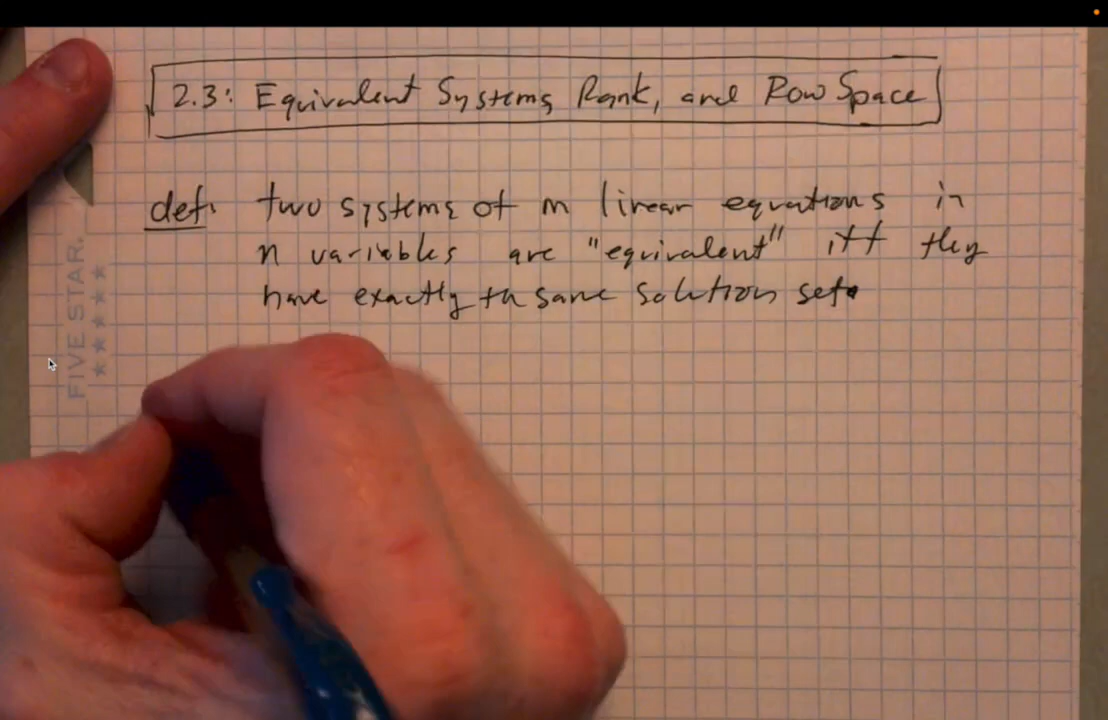 2.3: Equivalent Systems, Rank, and Row Space
def: two systems of m linear equations in
n variables are "equivalent" iff they
have exactly the same solution set.
FIVE STAR.